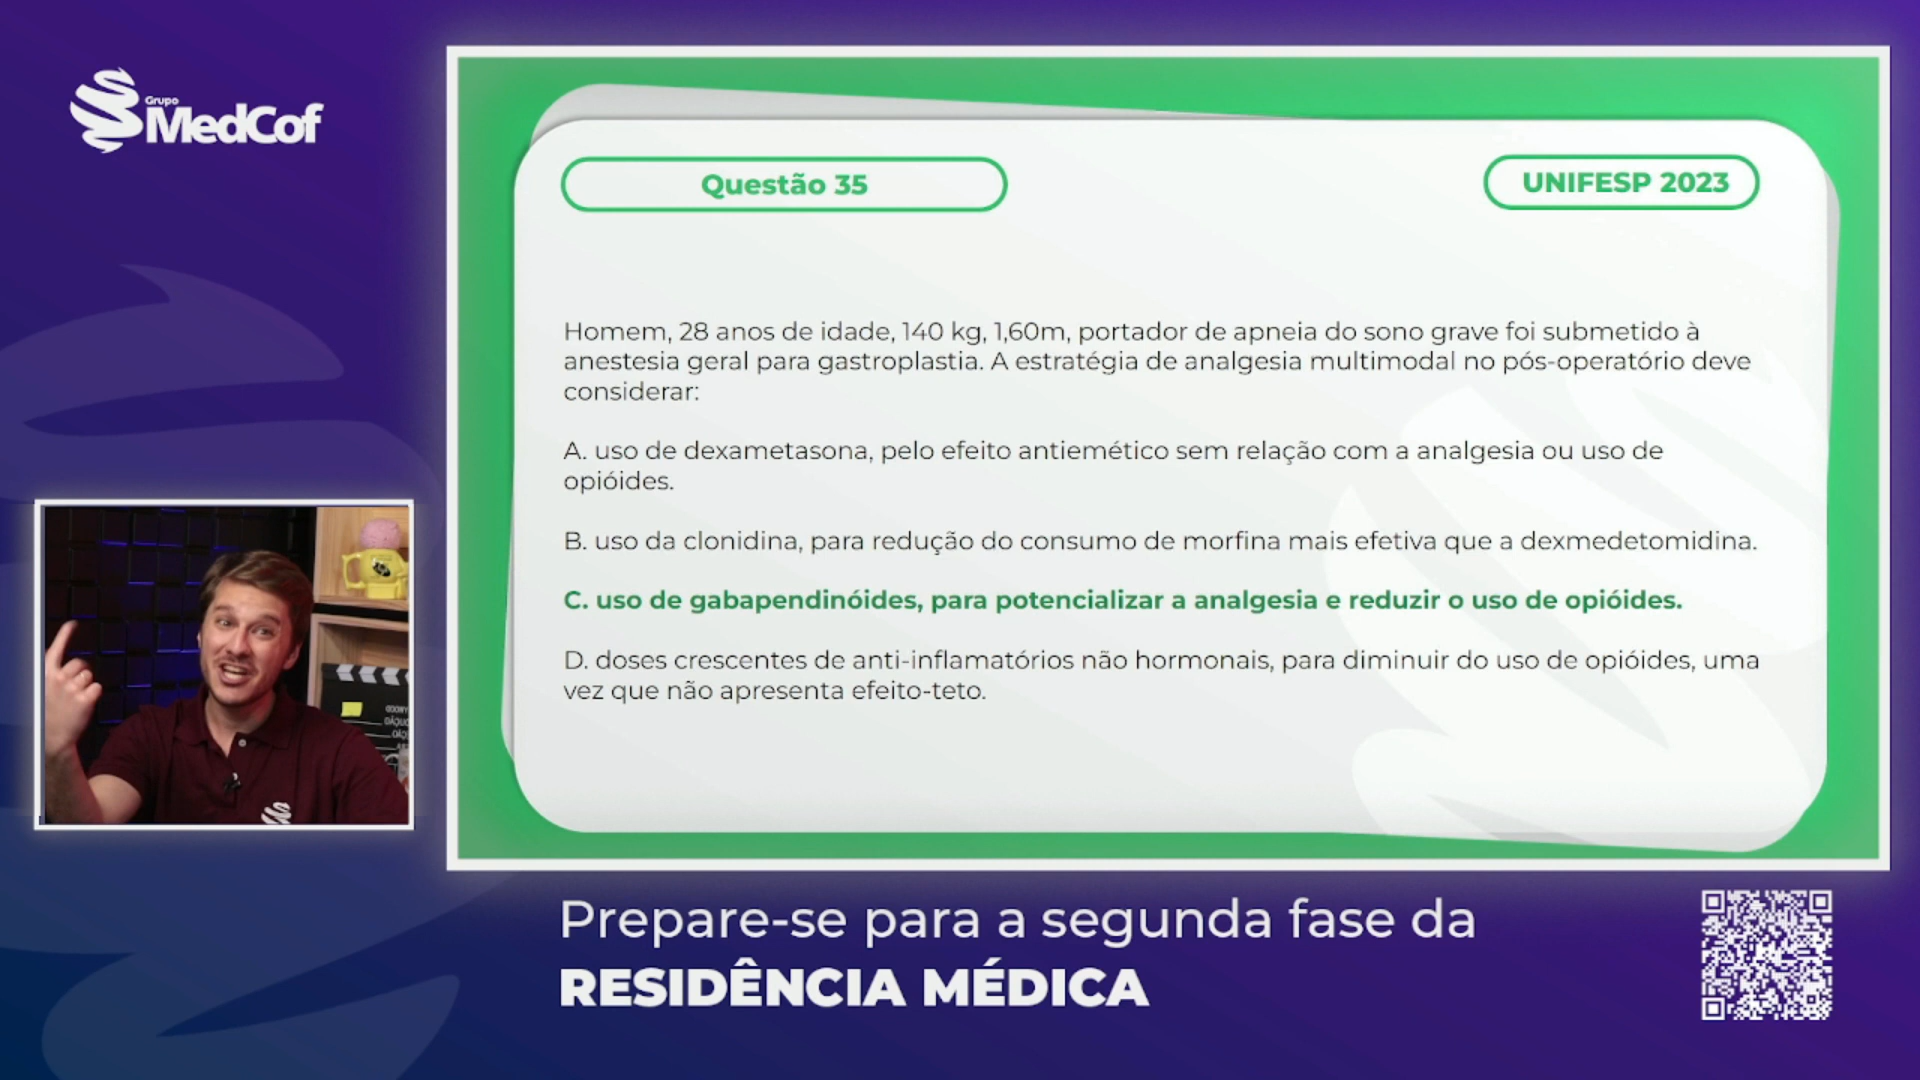 Grupo
MedCof
Questão 35
UNIFESP 2023
Homem, 28 anos de idade, 140 kg, 1,60m, portador de apneia do sono grave foi submetido à
anestesia geral para gastroplastia. A estratégia de analgesia multimodal no pós-operatório deve
considerar:
A. uso de dexametasona, pelo efeito antiemético sem relação com a analgesia ou uso de
opióides.
B. uso da clonidina, para redução do consumo de morfina mais efetiva que a dexmedetomidina.
C. uso de gabapendinóides, para potencializar a analgesia e reduzir o uso de opióides.
D. doses crescentes de anti-inflamatórios não hormonais, para diminuir do uso de opióides, uma
vez que não apresenta efeito-teto.
Prepare-se para a segunda fase da
RESIDÊNCIA MÉDICA